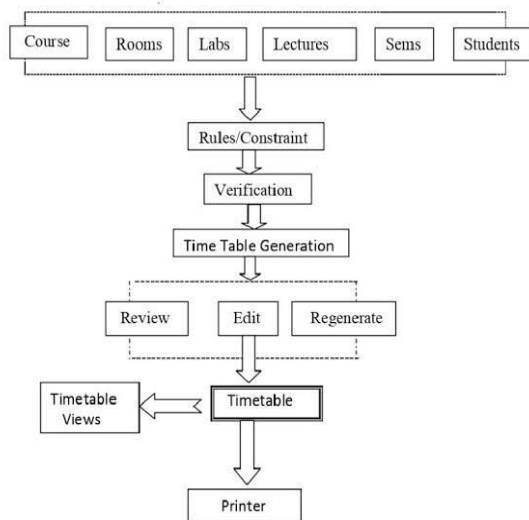 Course
Rooms
Labs
Lectures
Sems
Students
Rules/Constraint
Verification
Time Table Generation
Review
Edit
Regenerate
Timetable
Views
Timetable
Printer